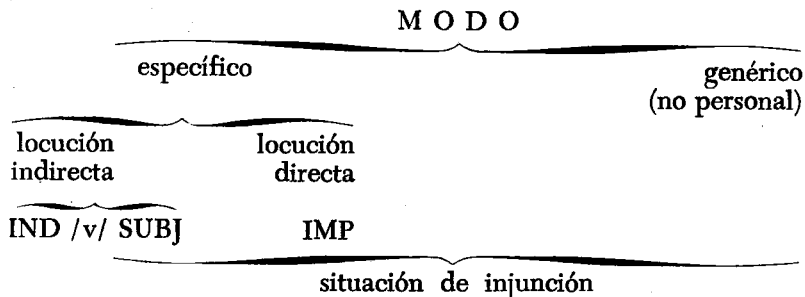 M O D O
específico genérico
(no personal)
locución locución
indirecta directa
IND /v/ SUBJ IMP
situación de injunción